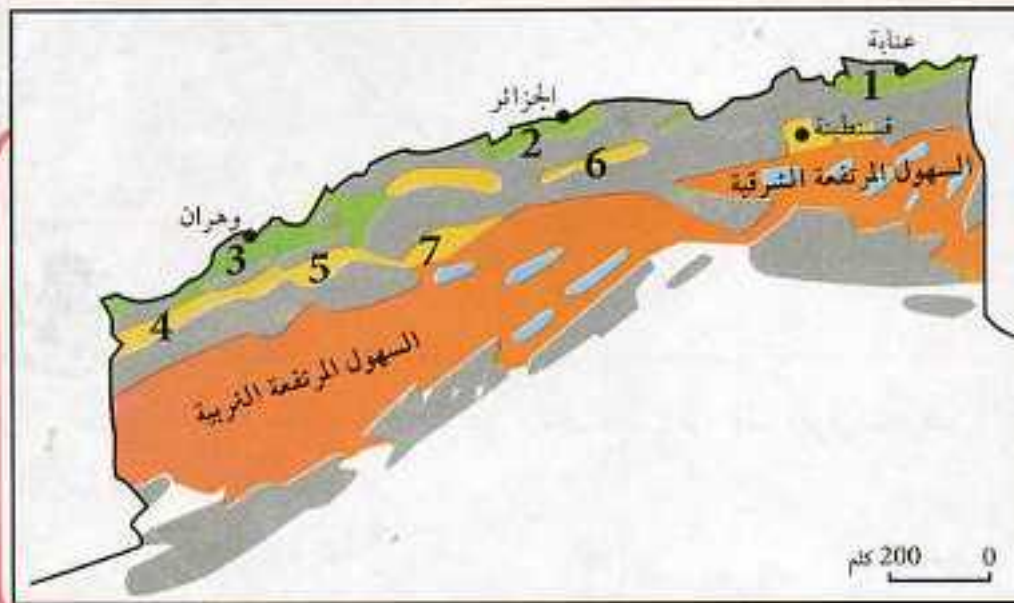 عنابة
1
الجزائر
2
قسنطينة
6
السهول المرتفعة الشرقية
وهران
3
7
5
4
السهول المرتفعة الغربية
0 200 كلم